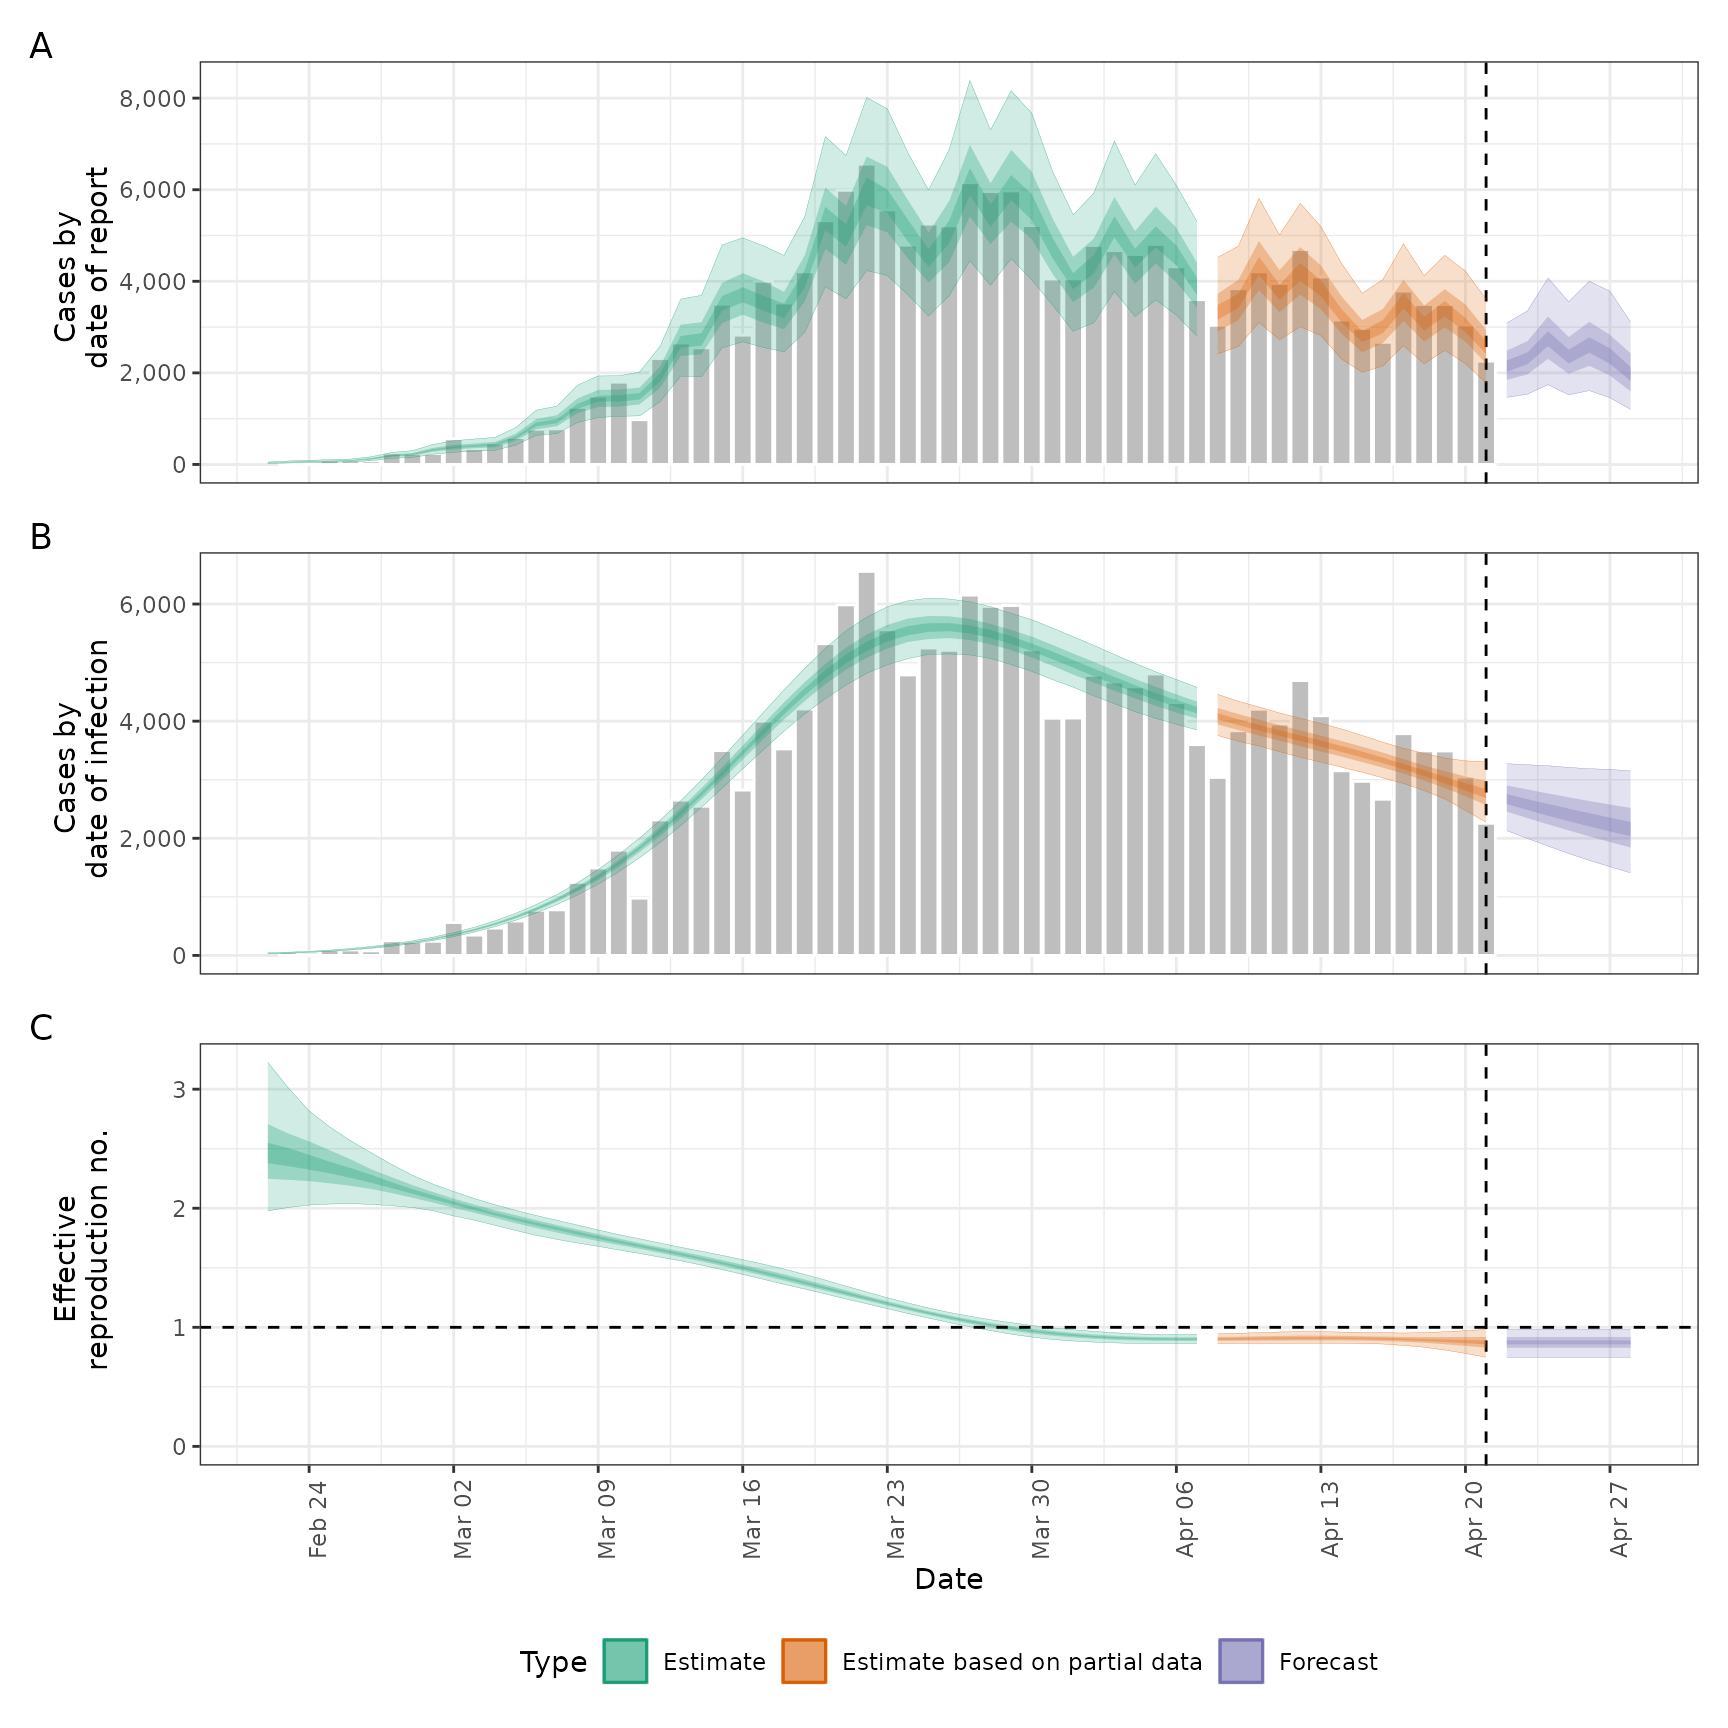 A
Cases by
date of report
8,000
6,000
4,000
2,000
0
B
Cases by
date of infection
6,000
4,000
2,000
0
C
Effective
reproduction no.
3
2
1
0
Feb 24
Mar 02
Mar 09
Mar 16
Mar 23
Mar 30
Apr 06
Apr 13
Apr 20
Apr 27
Date
Type Estimate Estimate based on partial data Forecast